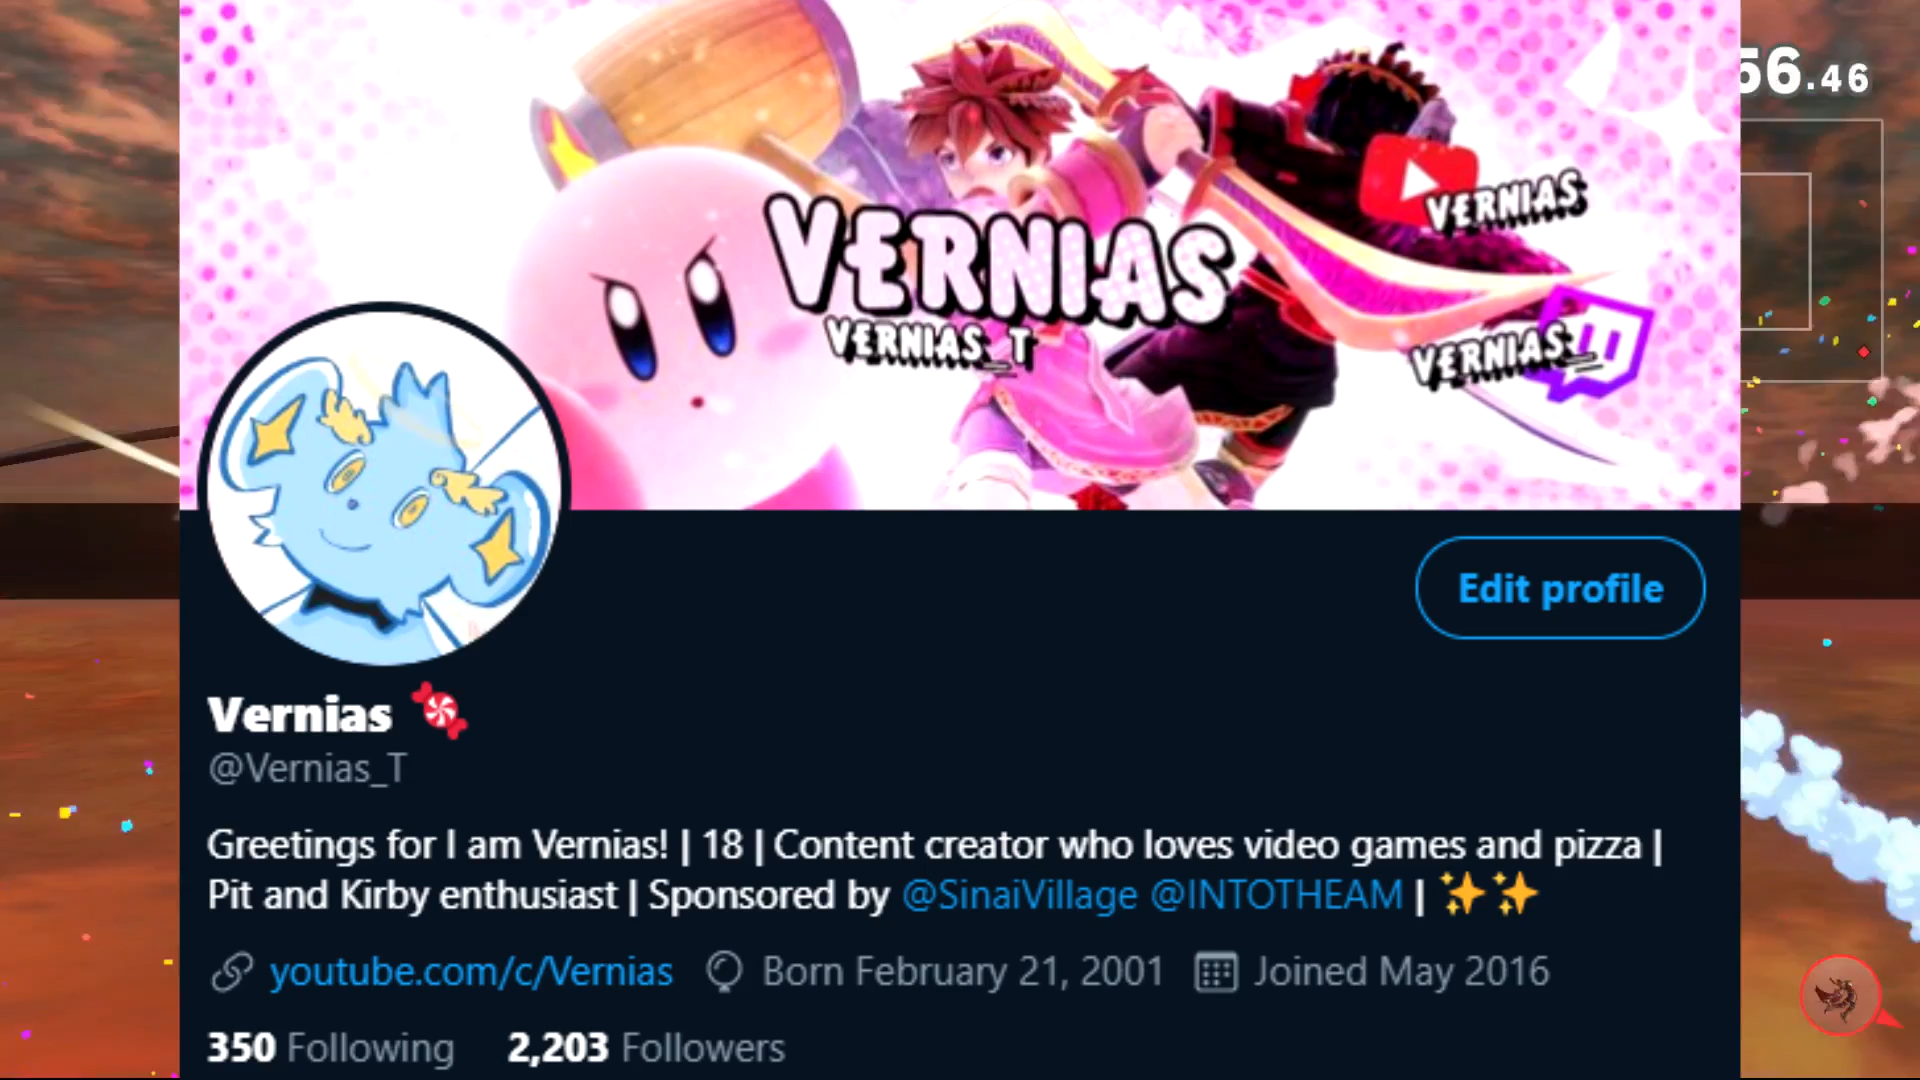 56.46
VERNIAS
VERNIAS
VERNIAS_T
VERNIAS_
Edit profile
Vernias
@Vernias_T
Greetings for I am Vernias! | 18 | Content creator who loves video games and pizza |
Pit and Kirby enthusiast | Sponsored by @SinaiVillage @INTOTHEAM | ✨✨
youtube.com/c/Vernias Born February 21, 2001 Joined May 2016
350 Following 2,203 Followers